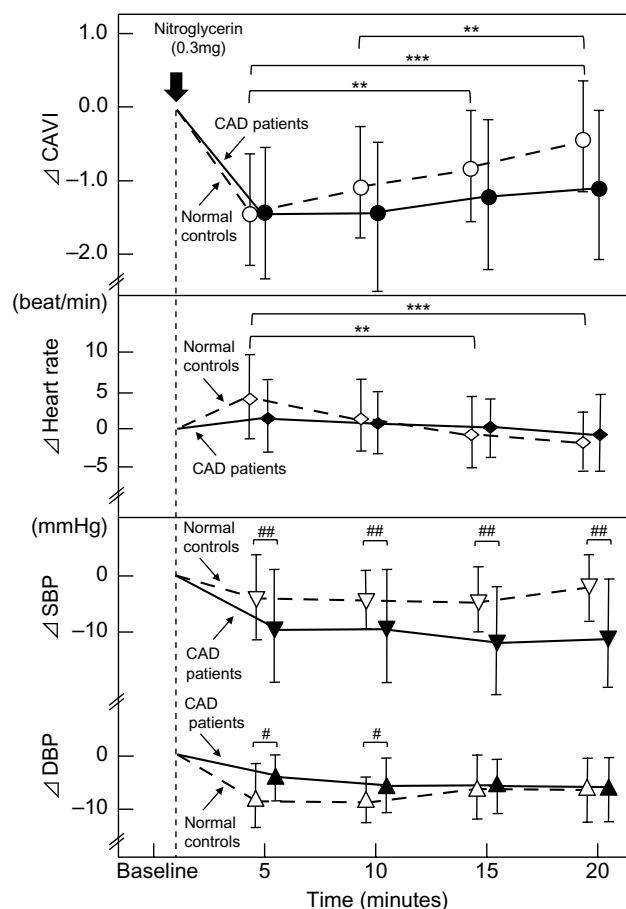 1.0
Nitroglycerin
(0.3mg)
**
***
**
0.0
CAD patients
⊿ CAVI
–1.0
Normal
controls
–2.0
(beat/min)
***
**
10
Normal
controls
5
⊿ Heart rate
0
CAD patients
–5
(mmHg)
Normal
controls
##
##
##
##
0
⊿ SBP
–10
CAD
patients
CAD
patients
#
#
0
⊿ DBP
–10
Normal
controls
Baseline
5
10
15
20
Time (minutes)